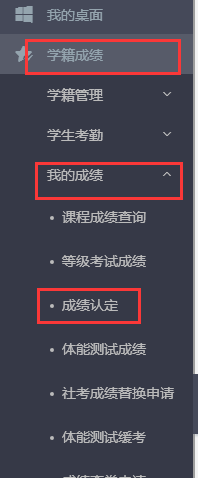 我的桌面
学籍成绩
学籍管理
学生考勤
我的成绩
课程成绩查询
等级考试成绩
成绩认定
体能测试成绩
社考成绩替换申请
体能测试缓考